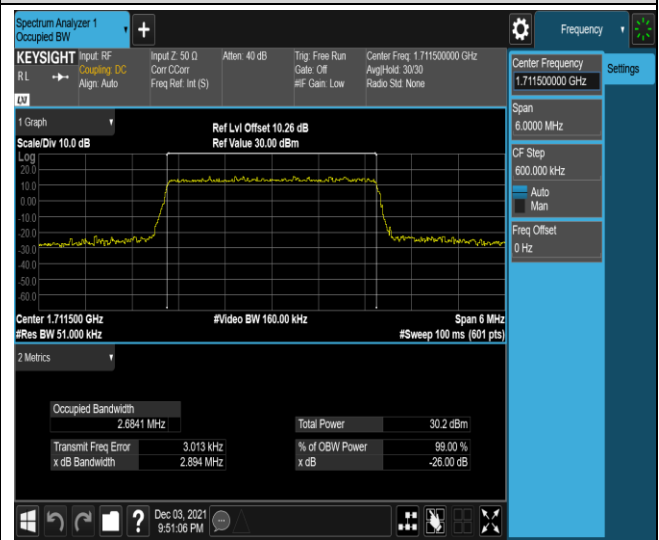 Spectrum Analyzer 1
Occupied BW
Frequency
KEYSIGHT Input: RF Input Z: 50 Ω Atten: 40 dB Trig: Free Run Center Freq: 1.711500000 GHz
R L Coupling: DC Corr CCorr Gate: Off Avg|Hold: 30/30
Align: Auto Freq Ref: Int (S) #IF Gain: Low Radio Std: None
LXI
Center Frequency
1.711500000 GHz
Settings
Span
6.0000 MHz
CF Step
600.000 kHz
Auto
Man
Freq Offset
0 Hz
1 Graph
Ref Lvl Offset 10.26 dB
Scale/Div 10.0 dB Ref Value 30.00 dBm
Log
20.0
10.0
0.00
-10.0
-20.0
-30.0
-40.0
-50.0
-60.0
Center 1.711500 GHz #Video BW 160.00 kHz Span 6 MHz
#Res BW 51.000 kHz #Sweep 100 ms (601 pts)
2 Metrics
Occupied Bandwidth
2.6841 MHz Total Power 30.2 dBm
Transmit Freq Error 3.013 kHz % of OBW Power 99.00 %
x dB Bandwidth 2.894 MHz x dB -26.00 dB
Dec 03, 2021
9:51:06 PM